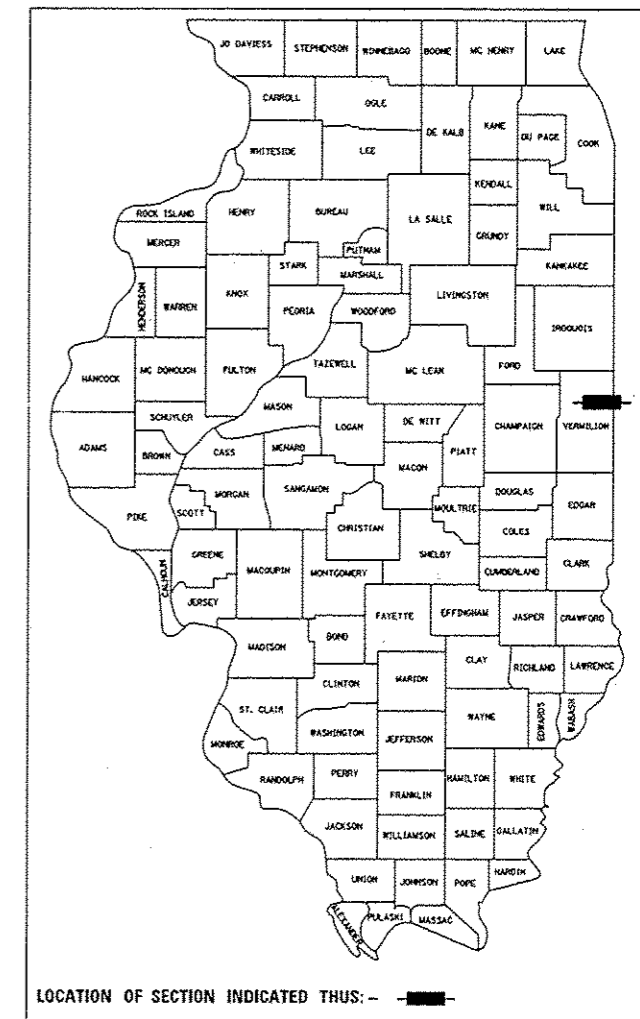 JO DAVIESS STEPHENSON WINNEBAGO BOONE MC HENRY LAKE
CARROLL OGLE DE KALB KANE DU PAGE COOK
WHITESIDE LEE KENDALL WILL
ROCK ISLAND HENRY BUREAU LA SALLE GRUNDY
MERCER PUTNAM KANKAKEE
STARK MARSHALL
HENDERSON WARREN KNOX PEORIA WOODFORD LIVINGSTON IROQUOIS
HANCOCK MC DONOUGH FULTON TAZEWELL MC LEAN FORD
SCHUYLER MASON LOGAN DE WITT CHAMPAIGN VERMILION
ADAMS BROWN CASS MENARD MACON PIATT
PIKE SCOTT MORGAN SANGAMON CHRISTIAN MOULTRIE DOUGLAS EDGAR
COLES
CALHOUN GREENE MACOUPIN MONTGOMERY SHELBY CUMBERLAND CLARK
JERSEY FAYETTE EFFINGHAM JASPER CRAWFORD
MADISON BOND
CLAY RICHLAND LAWRENCE
CLINTON MARION
ST. CLAIR WAYNE EDWARDS WABASH
WASHINGTON JEFFERSON
MONROE
RANDOLPH PERRY HAMILTON WHITE
FRANKLIN
JACKSON WILLIAMSON SALINE GALLATIN
UNION JOHNSON POPE HARDIN
ALEXANDER PULASKI MASSAC
LOCATION OF SECTION INDICATED THUS:-